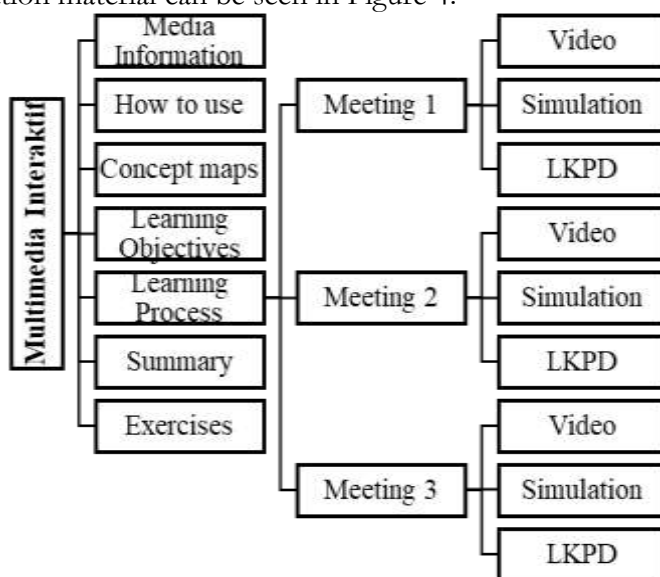 tion material can be seen in Figure 4.
Multimedia Interaktif
Media
Information
How to use
Concept maps
Learning
Objectives
Learning
Process
Summary
Exercises
Meeting 1
Video
Simulation
LKPD
Meeting 2
Video
Simulation
LKPD
Meeting 3
Video
Simulation
LKPD